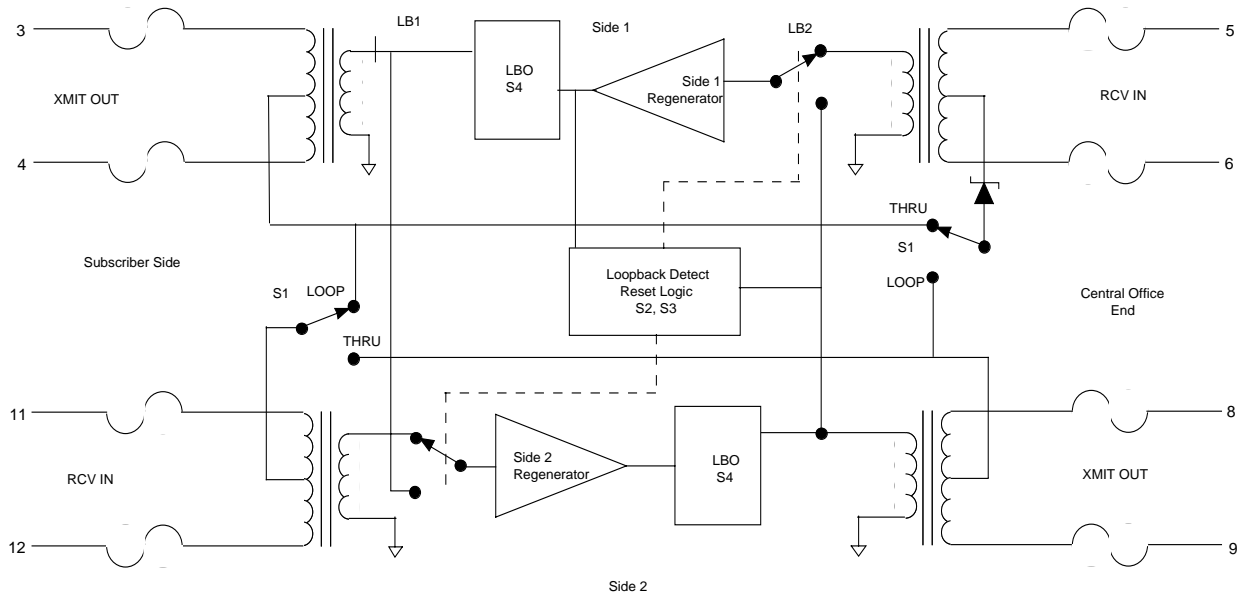 LB1
Side 1
LB2
3
5
LBO
S4
Side 1
Regenerator
XMIT OUT
RCV IN
4
6
THRU
S1
Subscriber Side
Loopback Detect
Reset Logic
S2, S3
LOOP
Central Office
End
S1
LOOP
THRU
11
8
Side 2
Regenerator
LBO
S4
RCV IN
XMIT OUT
12
9
Side 2